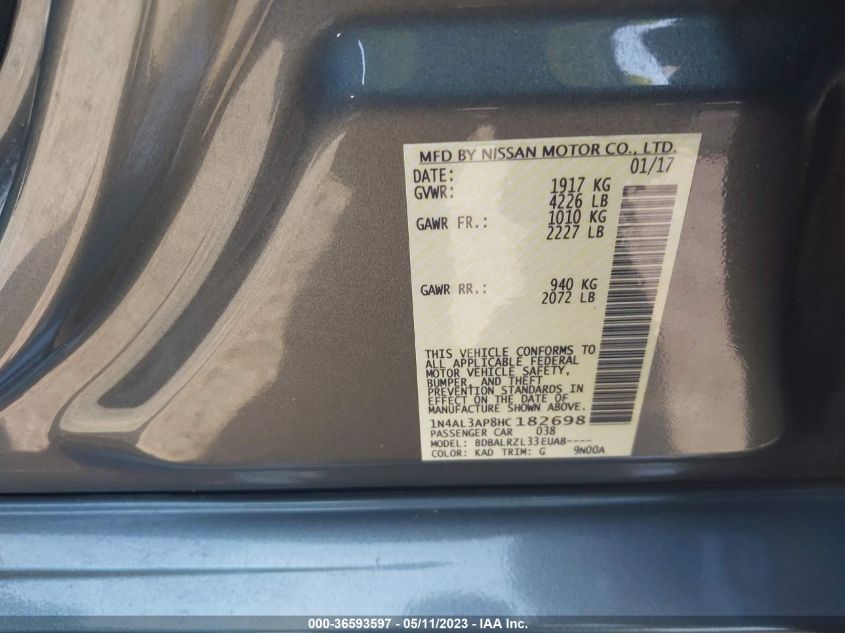 MFD BY NISSAN MOTOR CO., LTD.
DATE: 01/17
GVWR: 1917 KG
4226 LB
GAWR FR.: 1010 KG
2227 LB
GAWR RR.: 940 KG
2072 LB
THIS VEHICLE CONFORMS TO
ALL APPLICABLE FEDERAL
MOTOR VEHICLE SAFETY,
BUMPER, AND THEFT
PREVENTION STANDARDS IN
EFFECT ON THE DATE OF
MANUFACTURE SHOWN ABOVE.
1N4AL3AP8HC182698
PASSENGER CAR 038
MODEL: BDBALRZL33EUAB----
COLOR: KAD TRIM: G 9N00A
000-36593597 - 05/11/2023 - IAA Inc.